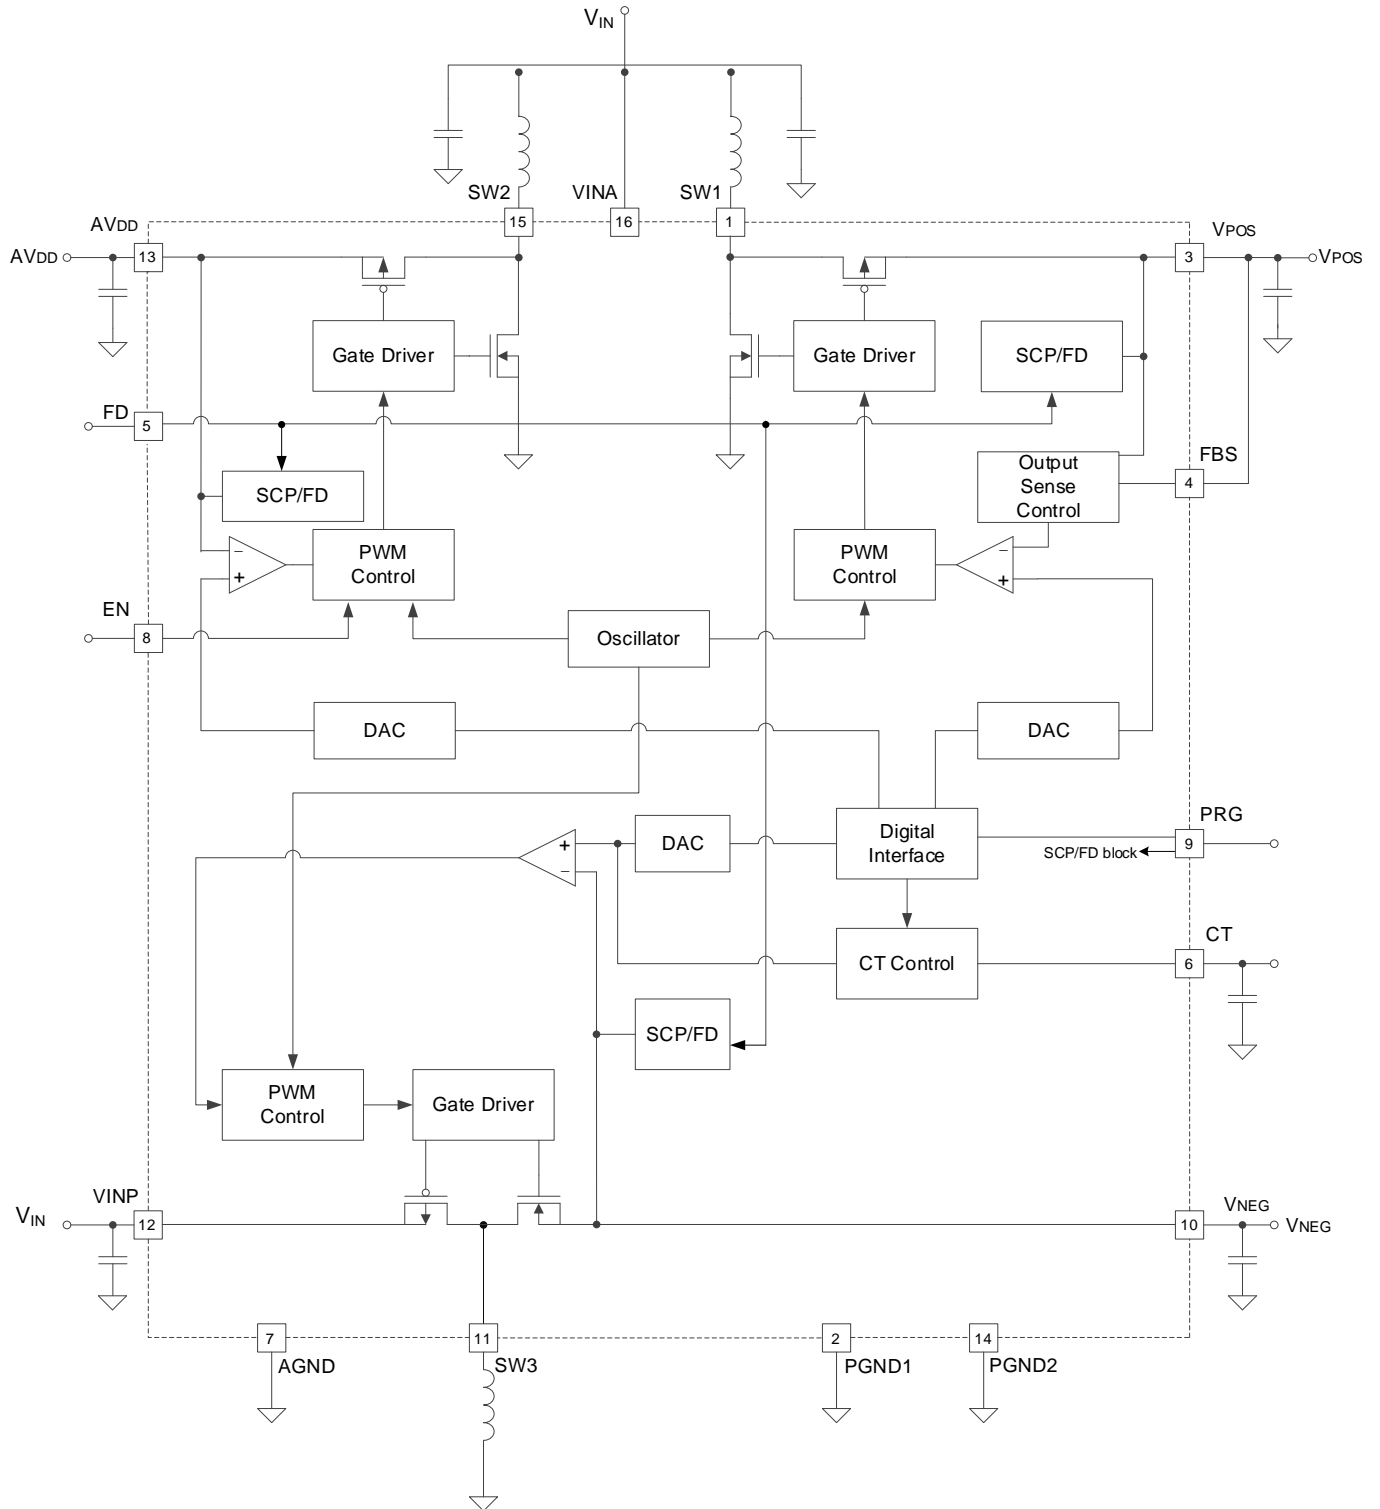 VIN
SW2
VINA
SW1
15
16
1
AVDD
VPOS
AVDD
13
3
VPOS
Gate Driver
Gate Driver
SCP/FD
FD
5
FBS
4
Output
Sense
Control
SCP/FD
−
+
PWM
Control
PWM
Control
−
+
EN
8
Oscillator
DAC
DAC
PRG
+
−
DAC
Digital
Interface
9
SCP/FD block
CT
CT Control
6
SCP/FD
PWM
Control
Gate Driver
VINP
VNEG
VIN
12
10
VNEG
7
11
2
14
AGND
SW3
PGND1
PGND2